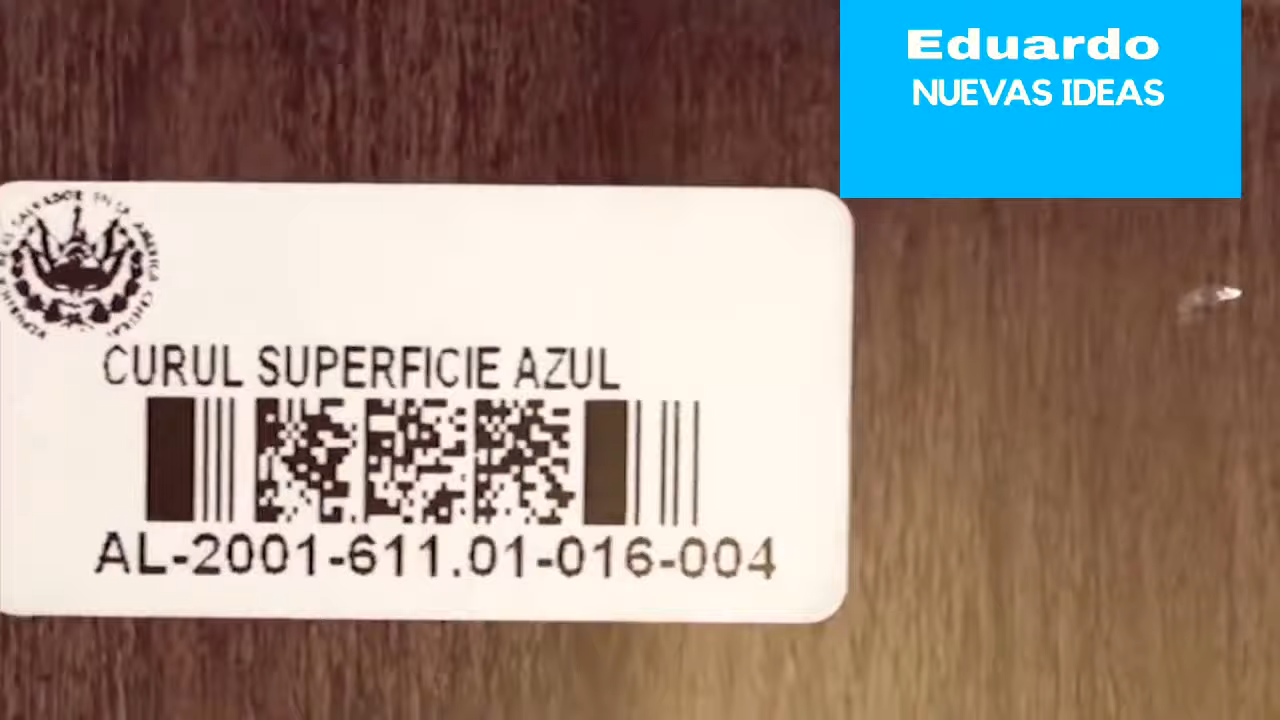 Eduardo
NUEVAS IDEAS
CURUL SUPERFICIE AZUL
AL-2001-611.01-016-004